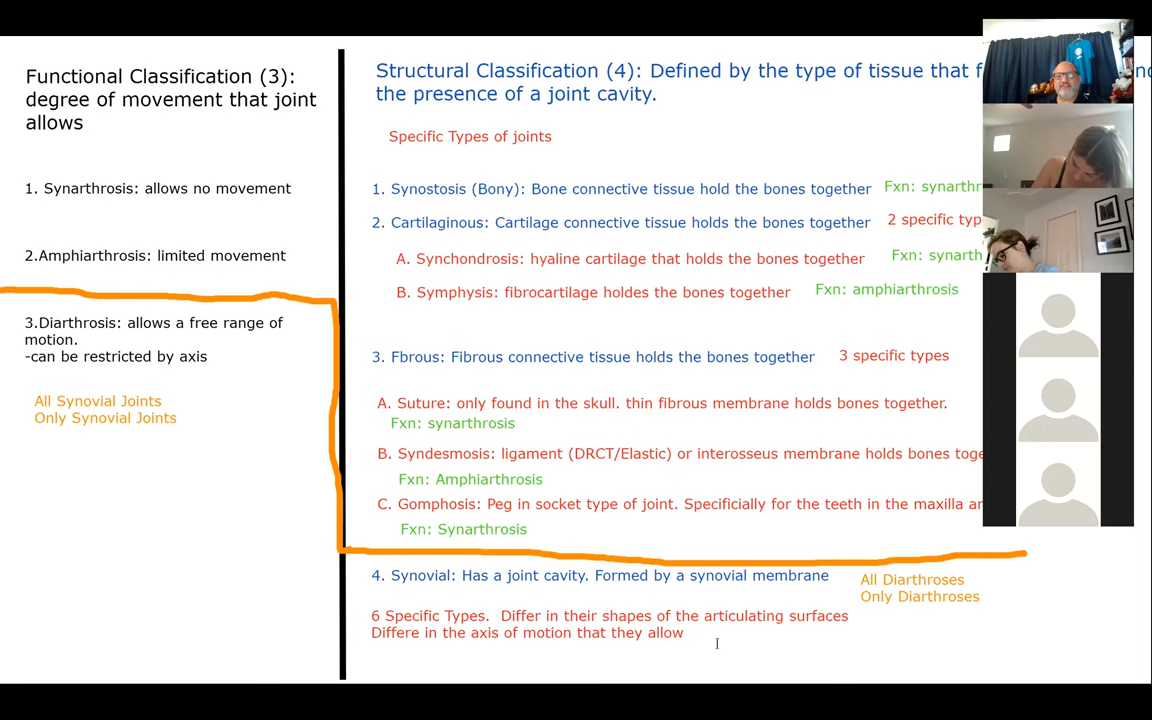 Functional Classification (3):
degree of movement that joint
allows
1. Synarthrosis: allows no movement
2.Amphiarthrosis: limited movement
3.Diarthrosis: allows a free range of
motion.
-can be restricted by axis
All Synovial Joints
Only Synovial Joints
Structural Classification (4): Defined by the type of tissue that
the presence of a joint cavity.
Specific Types of joints
1. Synostosis (Bony): Bone connective tissue hold the bones together Fxn: synarthr
2. Cartilaginous: Cartilage connective tissue holds the bones together 2 specific typ
A. Synchondrosis: hyaline cartilage that holds the bones together Fxn: synarth
B. Symphysis: fibrocartilage holdes the bones together Fxn: amphiarthrosis
3. Fbrous: Fibrous connective tissue holds the bones together 3 specific types
A. Suture: only found in the skull. thin fibrous membrane holds bones together.
Fxn: synarthrosis
B. Syndesmosis: ligament (DRCT/Elastic) or interosseus membrane holds bones toge
Fxn: Amphiarthrosis
C. Gomphosis: Peg in socket type of joint. Specificially for the teeth in the maxilla
Fxn: Synarthrosis
4. Synovial: Has a joint cavity. Formed by a synovial membrane
All Diarthroses
Only Diarthroses
6 Specific Types. Differ in their shapes of the articulating surfaces
Differe in the axis of motion that they allow